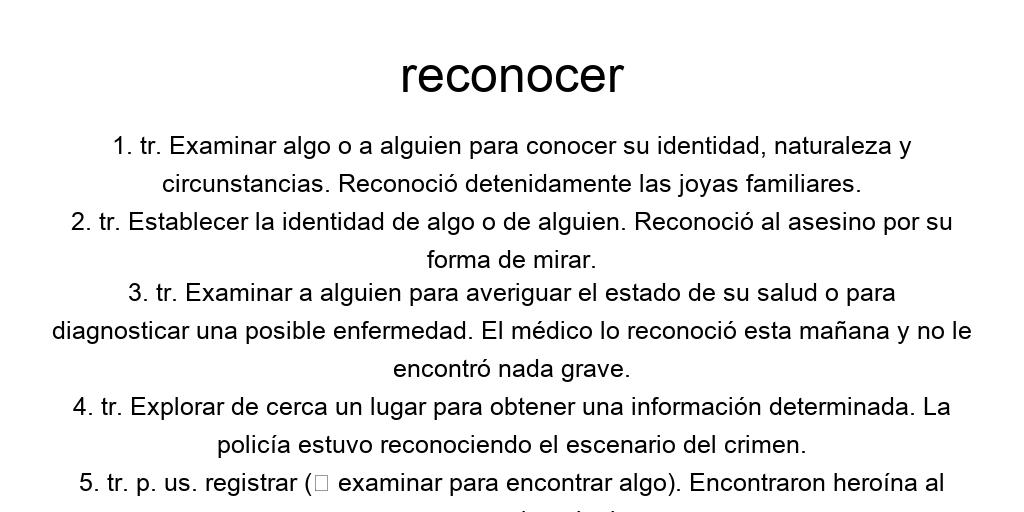 reconocer
1. tr. Examinar algo o a alguien para conocer su identidad, naturaleza y
circunstancias. Reconoció detenidamente las joyas familiares.
2. tr. Establecer la identidad de algo o de alguien. Reconoció al asesino por su
forma de mirar.
3. tr. Examinar a alguien para averiguar el estado de su salud o para
diagnosticar una posible enfermedad. El médico lo reconoció esta mañana y no le
encontró nada grave.
4. tr. Explorar de cerca un lugar para obtener una información determinada. La
policía estuvo reconociendo el escenario del crimen.
5. tr. p. us. registrar (□ examinar para encontrar algo). Encontraron heroína al